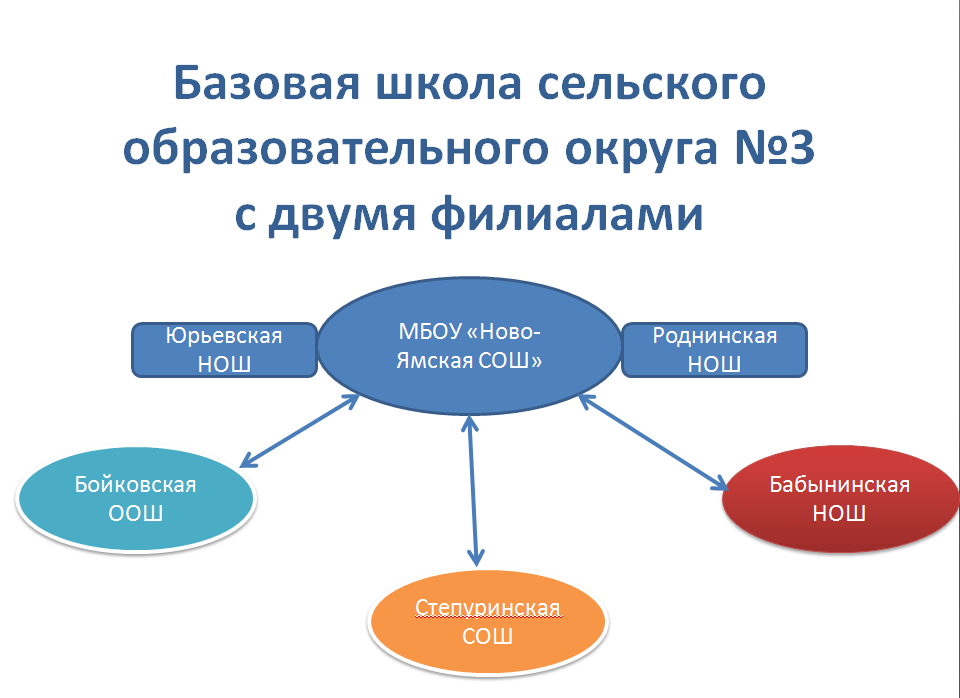 Базовая школа сельского
образовательного округа №3
с двумя филиалами
Юрьевская
НОШ
МБОУ «Ново-
Ямская СОШ»
Роднинская
НОШ
Бойковская
ООШ
Бабынинская
НОШ
Степуринская
СОШ